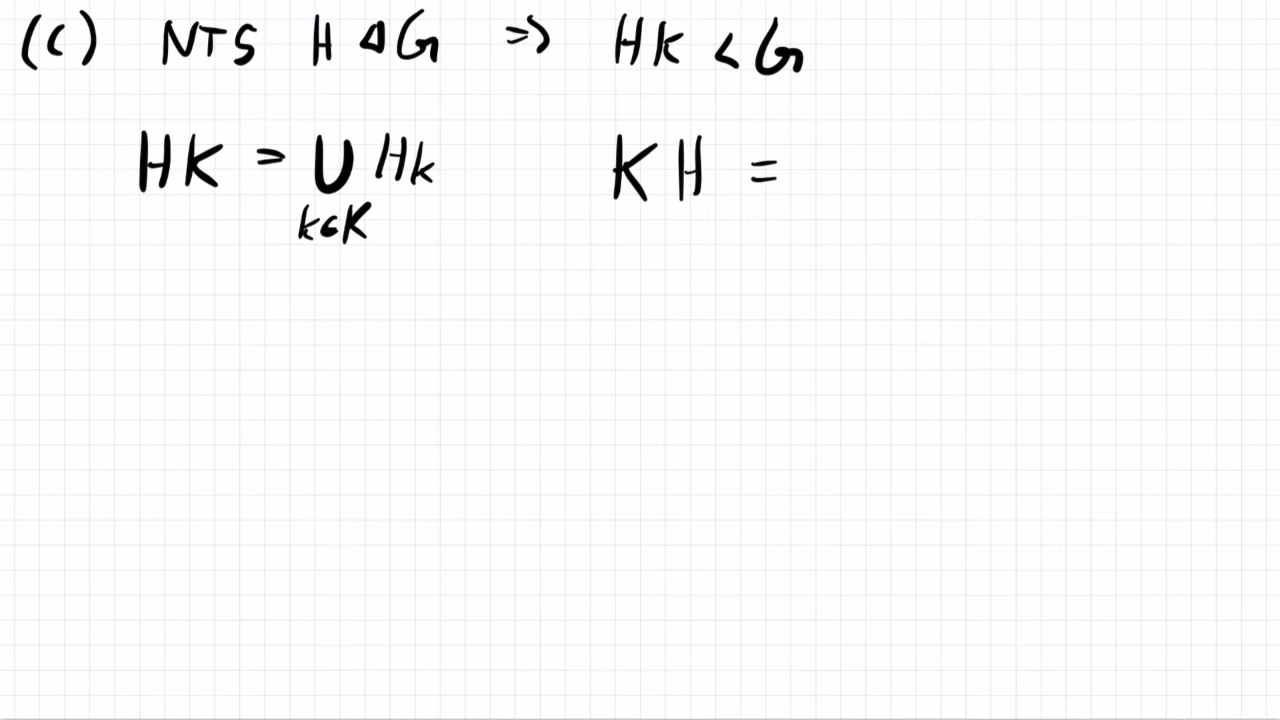 (c) NTS H ⊲ G ⇒ HK < G
HK = ⋃ Hk KH =
k∈K